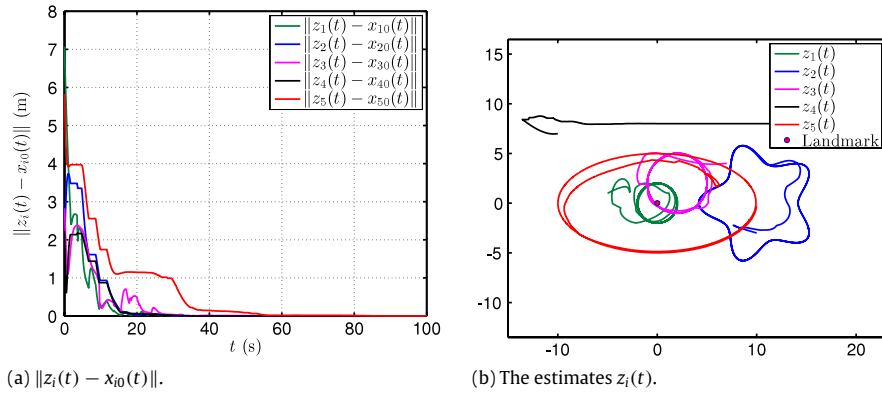 8
7
6
5
4
3
2
1
0
‖z_i(t) − x_{i0}(t)‖ (m)
‖z_1(t) − x_{10}(t)‖
‖z_2(t) − x_{20}(t)‖
‖z_3(t) − x_{30}(t)‖
‖z_4(t) − x_{40}(t)‖
‖z_5(t) − x_{50}(t)‖
0 20 40 60 80 100
t (s)
(a) ‖z_i(t) − x_{i0}(t)‖.
15
10
5
0
-5
-10
z_1(t)
z_2(t)
z_3(t)
z_4(t)
z_5(t)
Landmark
-10 0 10 20
(b) The estimates z_i(t).